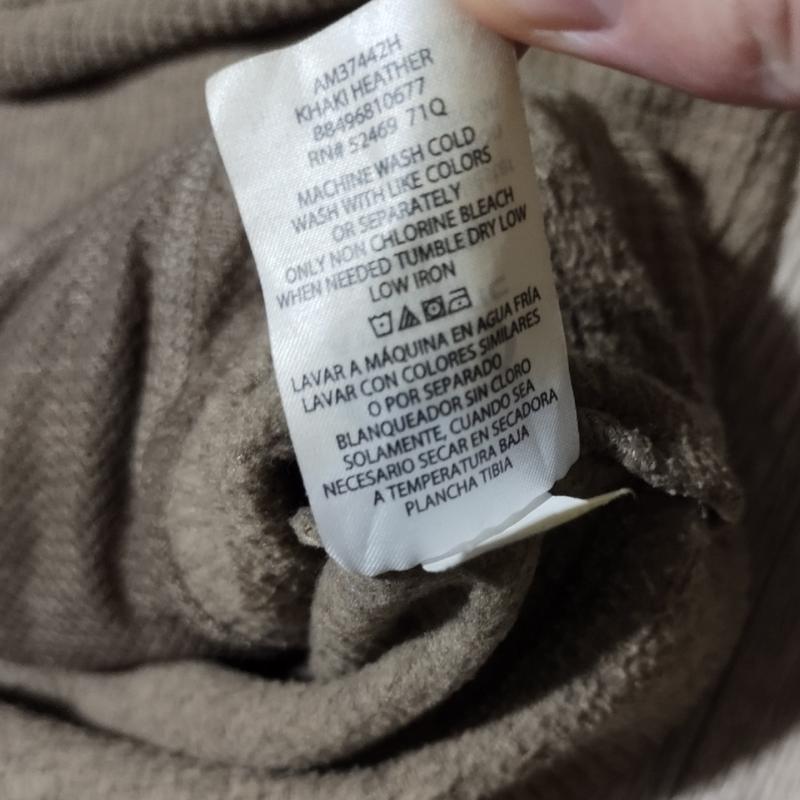 AM37442H
KHAKI HEATHER
88496810677
RN# 52469 71Q
MACHINE WASH COLD
WASH WITH LIKE COLORS
OR SEPARATELY
ONLY NON CHLORINE BLEACH
WHEN NEEDED TUMBLE DRY LOW
LOW IRON
LAVAR A MÁQUINA EN AGUA FRÍA
LAVAR CON COLORES SIMILARES
O POR SEPARADO
BLANQUEADOR SIN CLORO
SOLAMENTE, CUANDO SEA
NECESARIO SECAR EN SECADORA
A TEMPERATURA BAJA
PLANCHA TIBIA